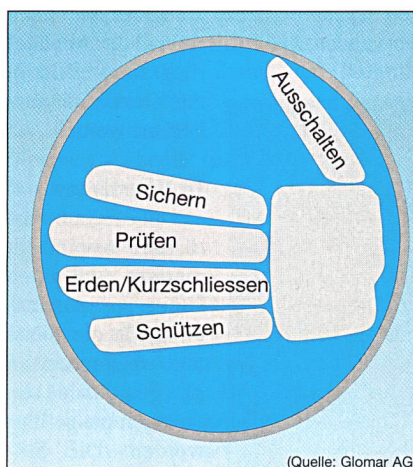 Ausschalten
Sichern
Prüfen
Erden/Kurzschliessen
Schützen
(Quelle: Glomar AG